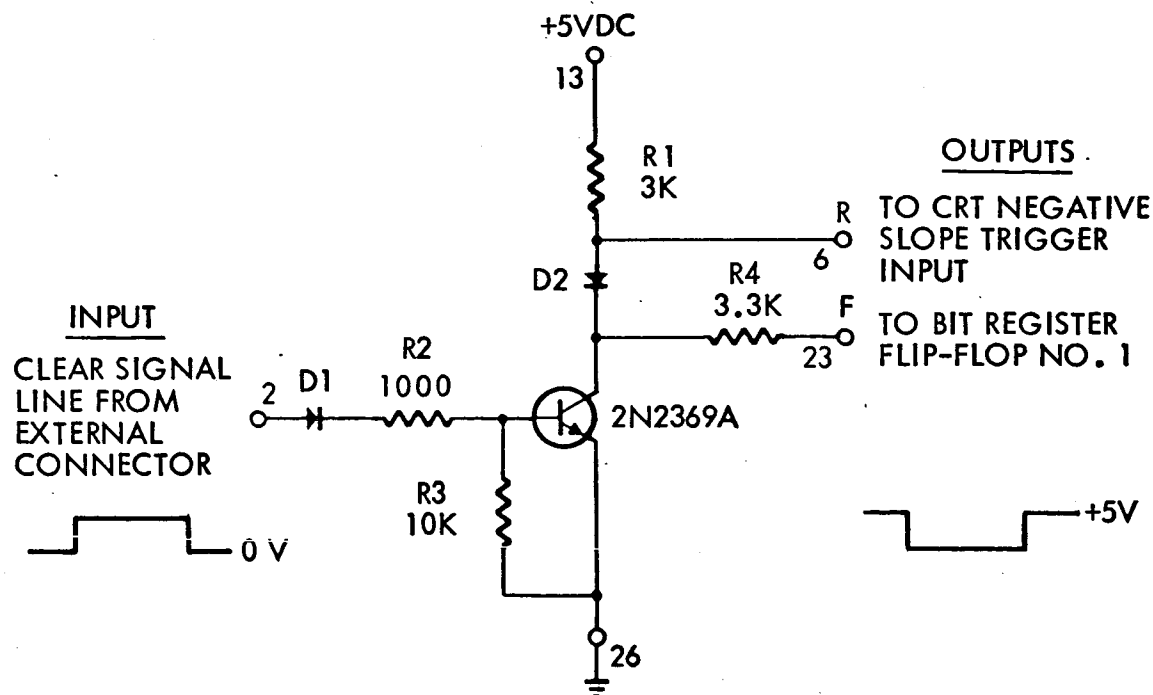 +5VDC
13
R1
3K
OUTPUTS
R
6
TO CRT NEGATIVE
SLOPE TRIGGER
INPUT
D2
R4
3.3K
F
23
TO BIT REGISTER
FLIP-FLOP NO. 1
INPUT
CLEAR SIGNAL
LINE FROM
EXTERNAL
CONNECTOR
2
D1
R2
1000
2N2369A
R3
10K
0 V
+5V
26